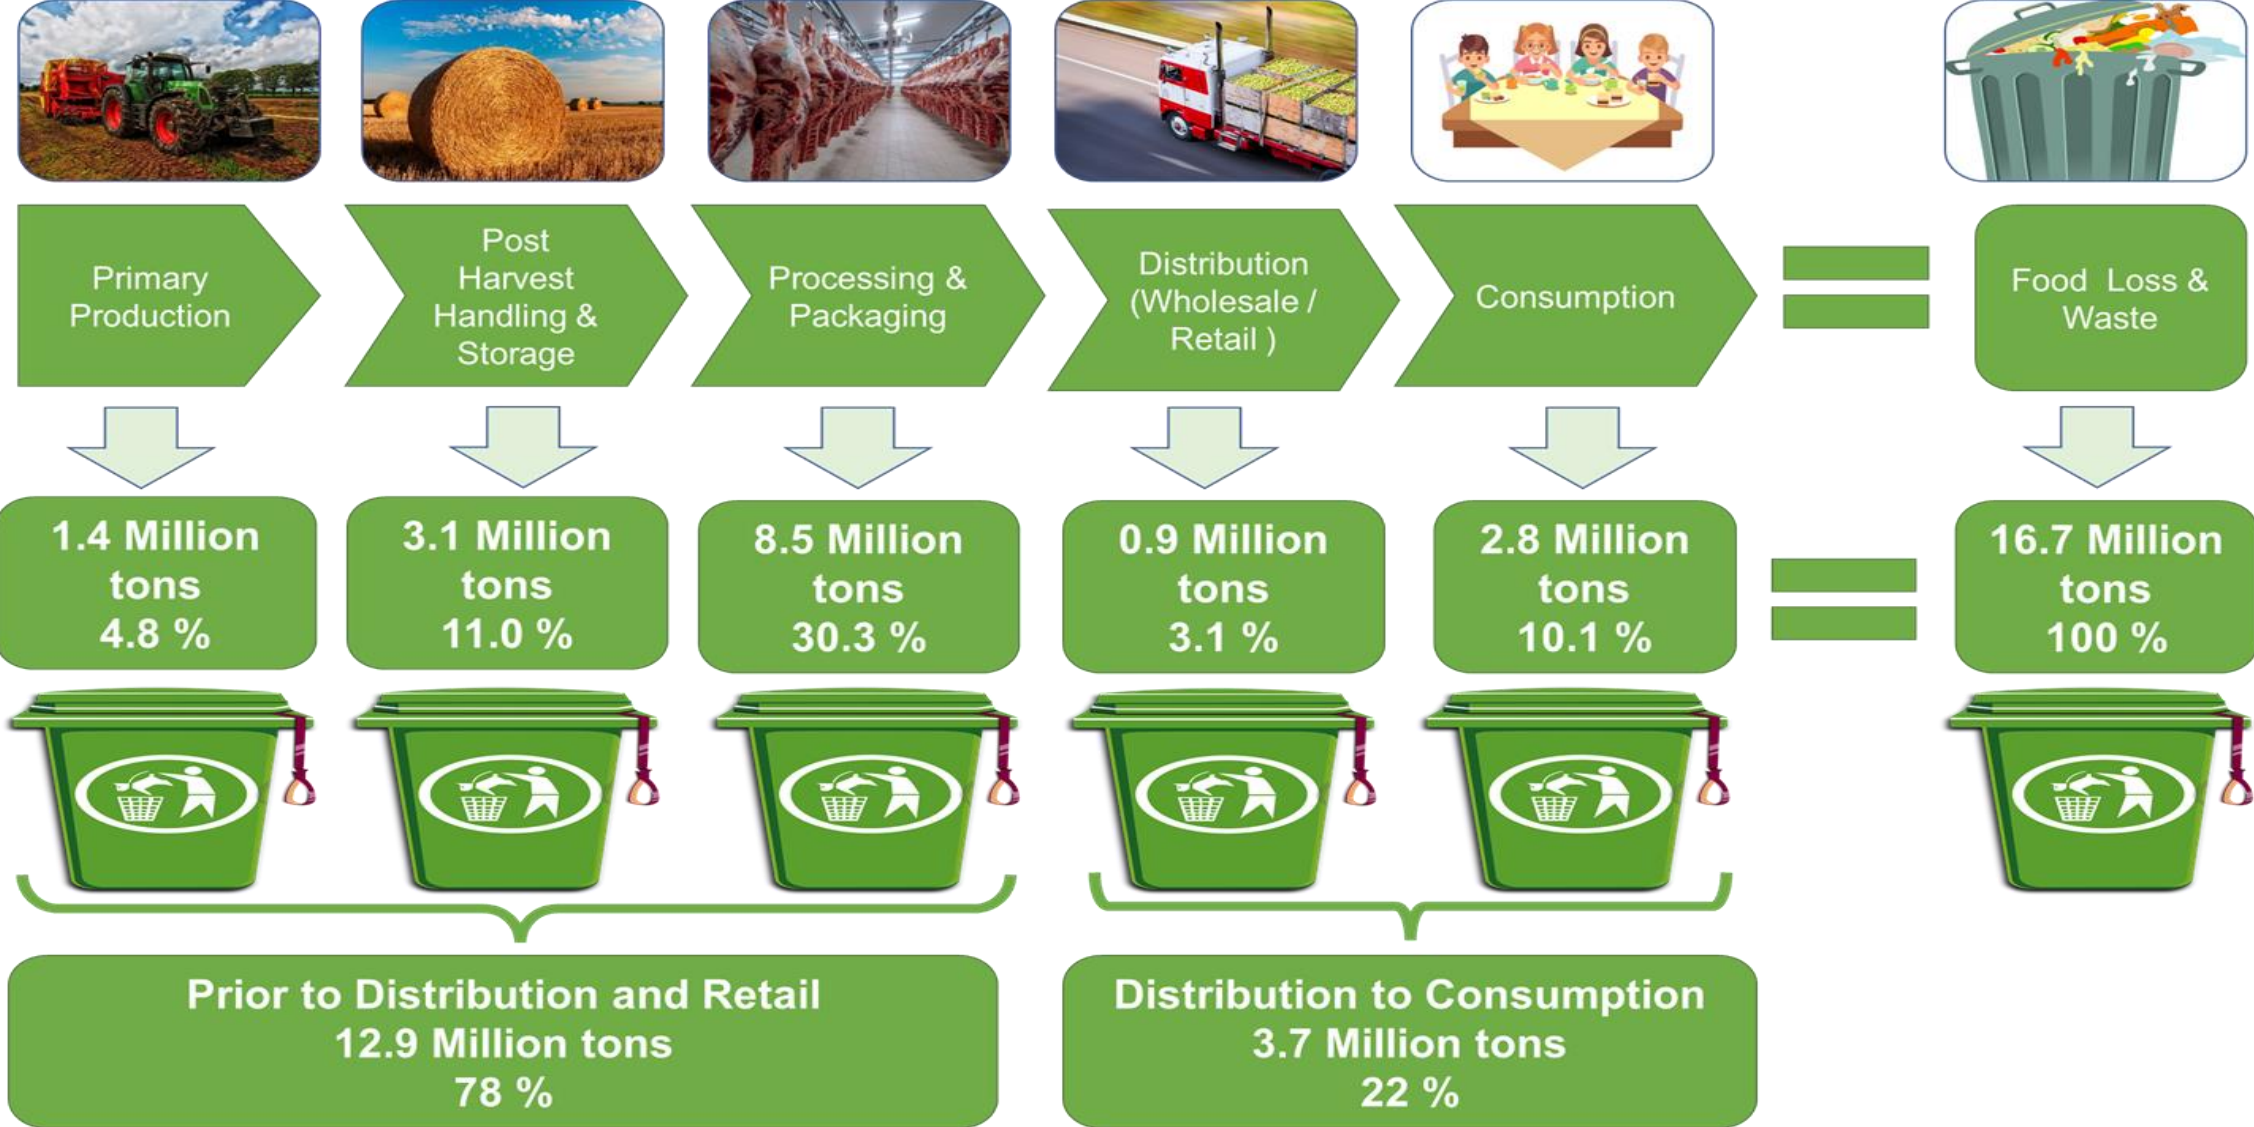 Primary
Production
Post
Harvest
Handling &
Storage
Processing &
Packaging
Distribution
(Wholesale /
Retail )
Consumption
Food Loss &
Waste
1.4 Million
tons
4.8 %
3.1 Million
tons
11.0 %
8.5 Million
tons
30.3 %
0.9 Million
tons
3.1 %
2.8 Million
tons
10.1 %
16.7 Million
tons
100 %
Prior to Distribution and Retail
12.9 Million tons
78 %
Distribution to Consumption
3.7 Million tons
22 %